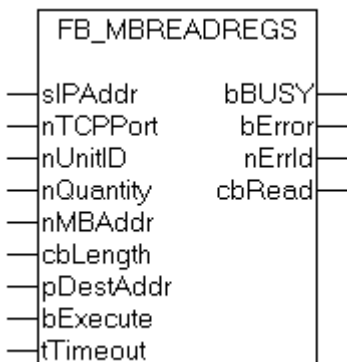 FB_MBREADREGS
sIPAddr bBUSY
nTCPPort bError
nUnitID nErrId
nQuantity cbRead
nMBAddr
cbLength
pDestAddr
bExecute
tTimeout